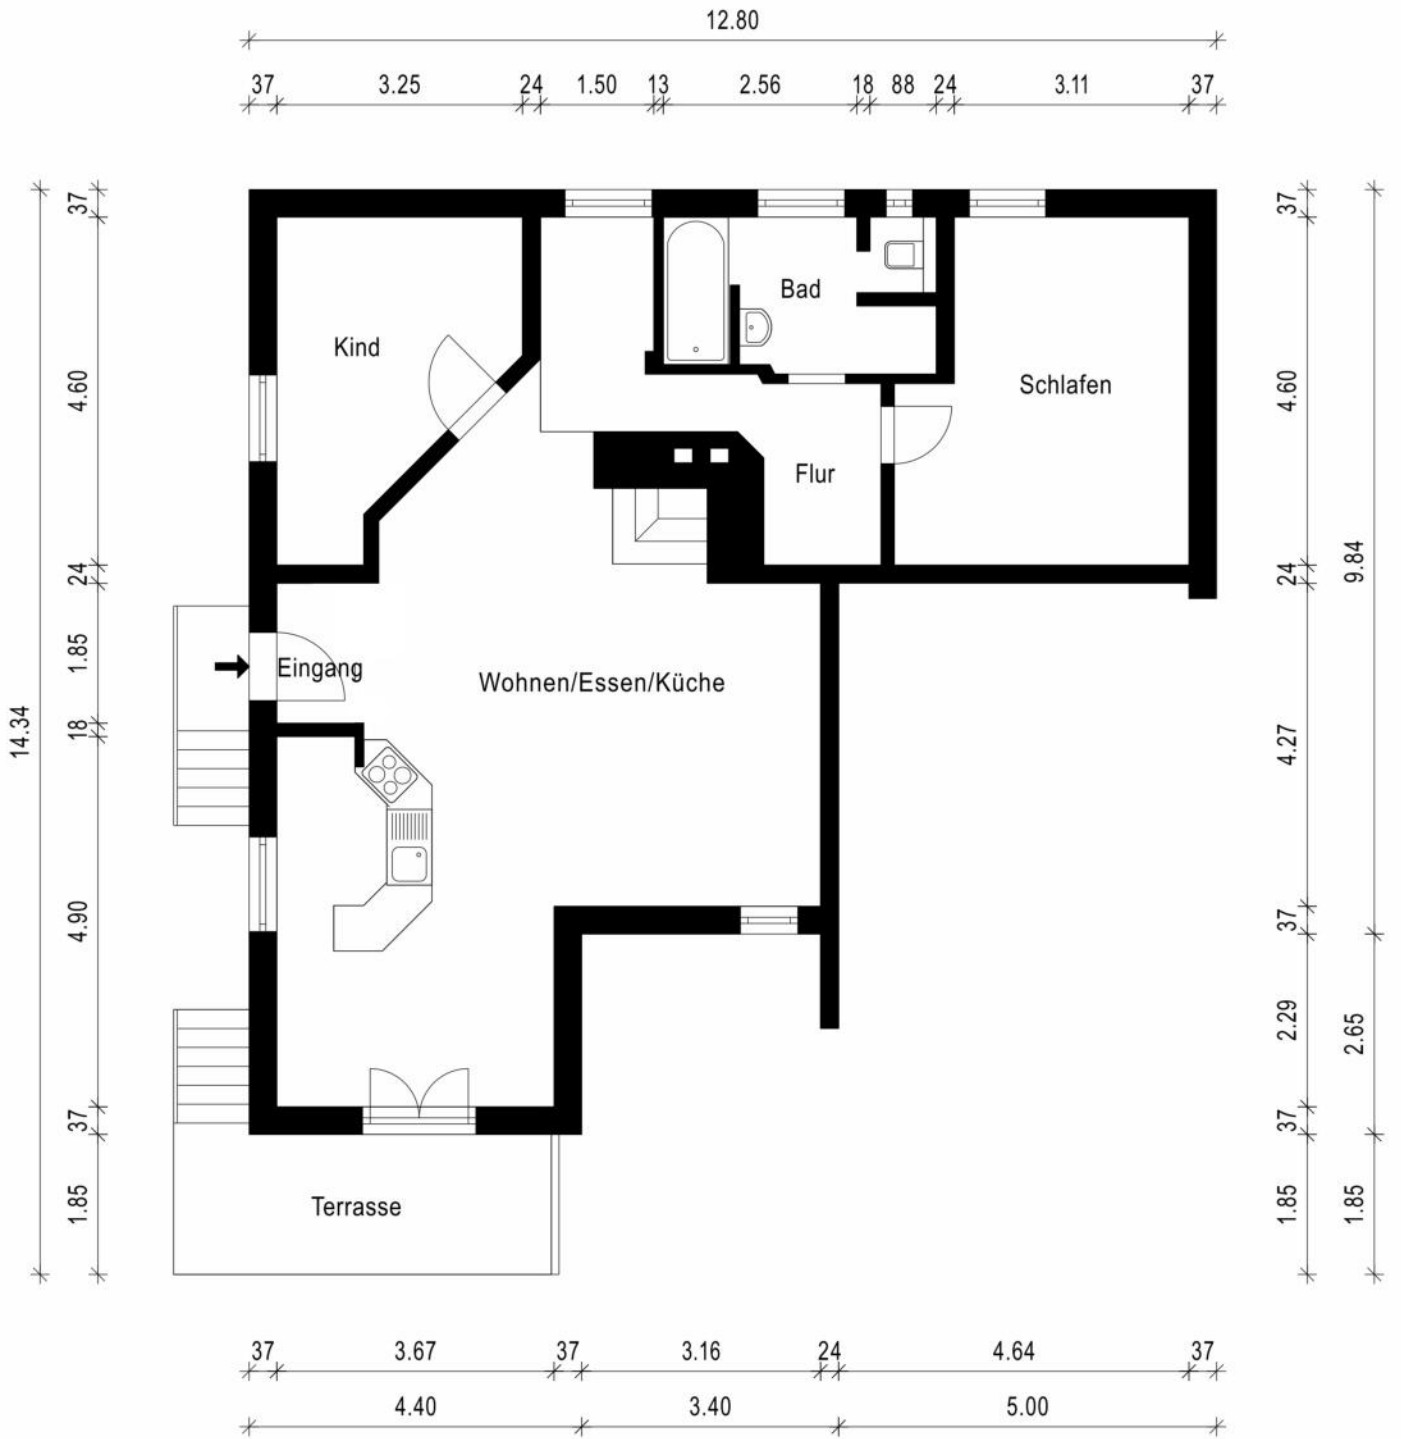 12.80
37 3.25 24 1.50 13 2.56 18 88 24 3.11 37
37
37
Bad
Kind
4.60
4.60
Schlafen
Flur
9.84
24
24
1.85
Eingang
Wohnen/Essen/Küche
14.34
18
4.27
4.90
37
2.29
2.65
37
37
1.85
Terrasse
1.85
1.85
37 3.67 37 3.16 24 4.64 37
4.40 3.40 5.00